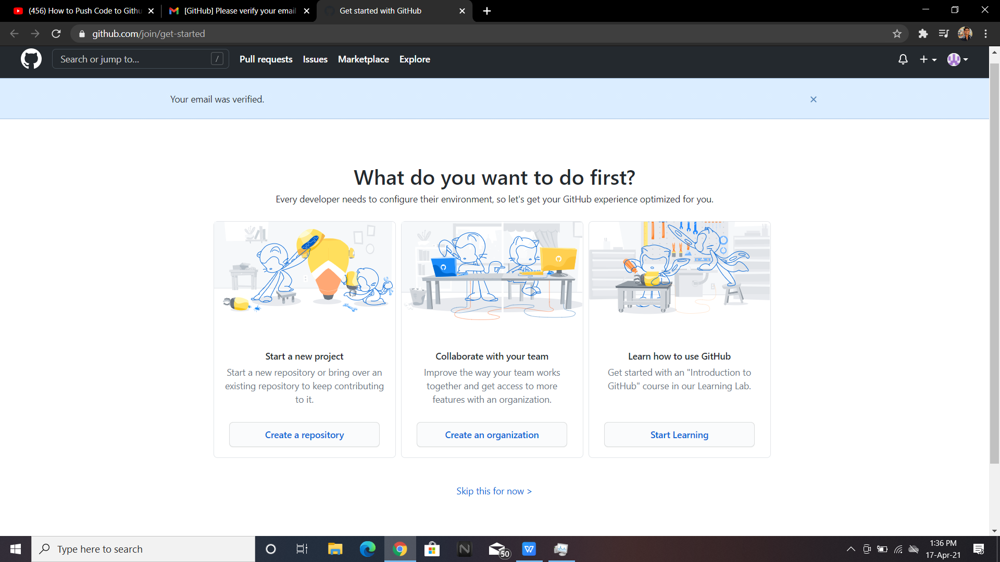 (456) How to Push Code to Githu
[GitHub] Please verify your email
Get started with GitHub
github.com/join/get-started
Search or jump to...
/
Pull requests
Issues
Marketplace
Explore
Your email was verified.
What do you want to do first?
Every developer needs to configure their environment, so let's get your GitHub experience optimized for you.
Start a new project
Start a new repository or bring over an
existing repository to keep contributing
to it.
Create a repository
Collaborate with your team
Improve the way your team works
together and get access to more
features with an organization.
Create an organization
Learn how to use GitHub
Get started with an "Introduction to
GitHub" course in our Learning Lab.
Start Learning
Skip this for now >
Type here to search
N
50
W
1:36 PM
17-Apr-21